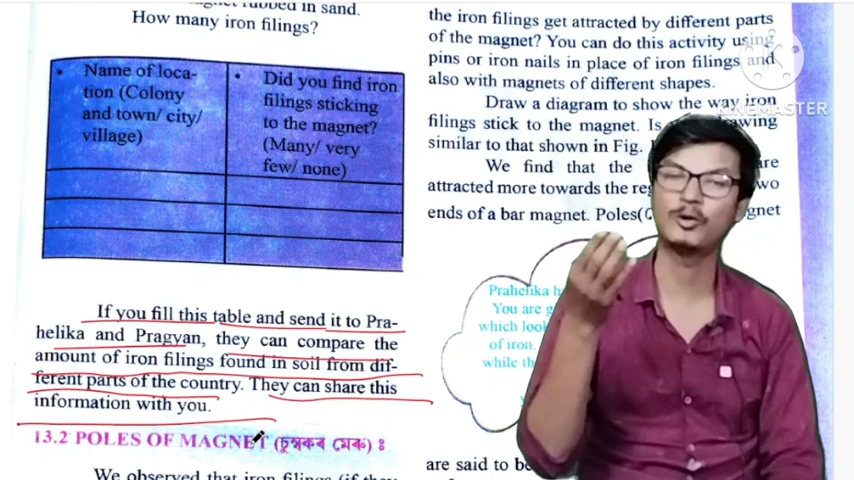 rubbed in sand.
How many iron filings?
• Name of loca-
tion (Colony
and town/ city/
village)
• Did you find iron
filings sticking
to the magnet?
(Many/ very
few/ none)
If you fill this table and send it to Pra-
helika and Pragyan, they can compare the
amount of iron filings found in soil from dif-
ferent parts of the country. They can share this
information with you.
13.2 POLES OF MAGNET (চুম্বকৰ মেৰু) ঃ
We observed that iron filings (if they
the iron filings get attracted by different parts
of the magnet? You can do this activity using
pins or iron nails in place of iron filings and
also with magnets of different shapes.
Draw a diagram to show the way iron
filings stick to the magnet. Is
similar to that shown in Fig.
We find that the
attracted more towards the
ends of a bar magnet. Poles(
Prahelika
You are
which
of iron.
while
are said to be
KINEMASTER